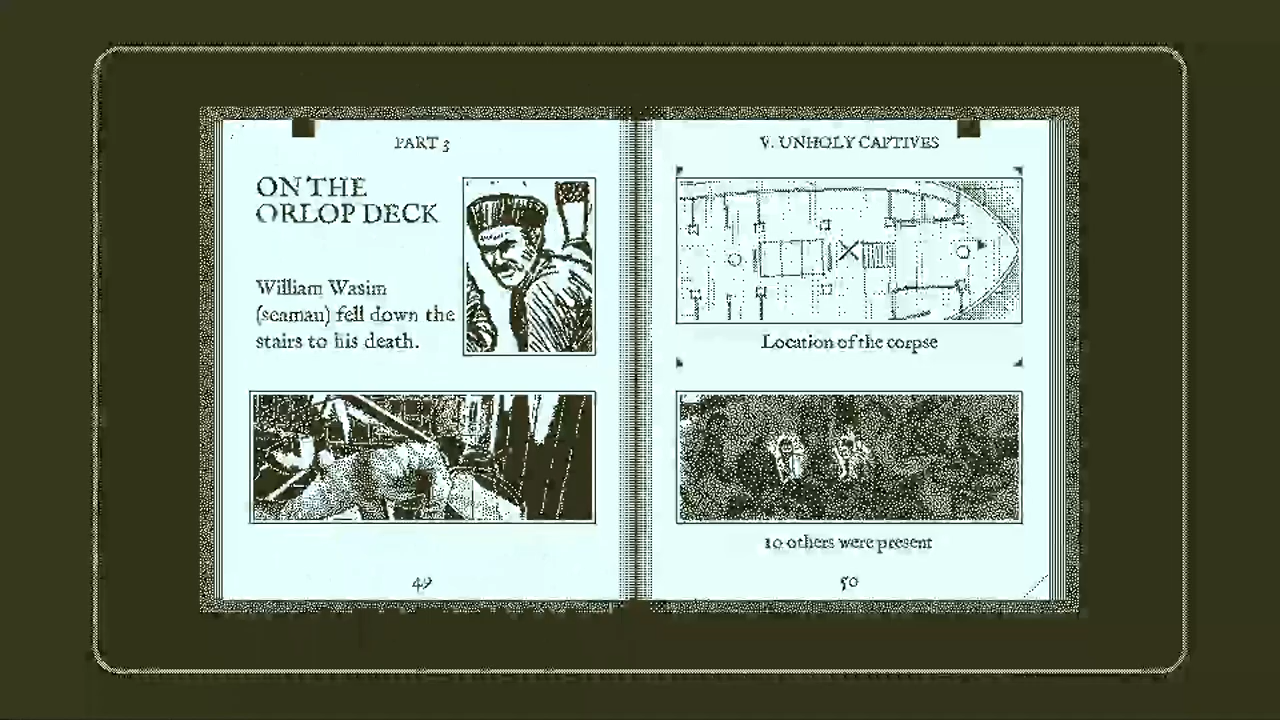 PART 3
ON THE
ORLOP DECK
William Wasim
(seaman) fell down the
stairs to his death.
49
V. UNHOLY CAPTIVES
Location of the corpse
10 others were present
50